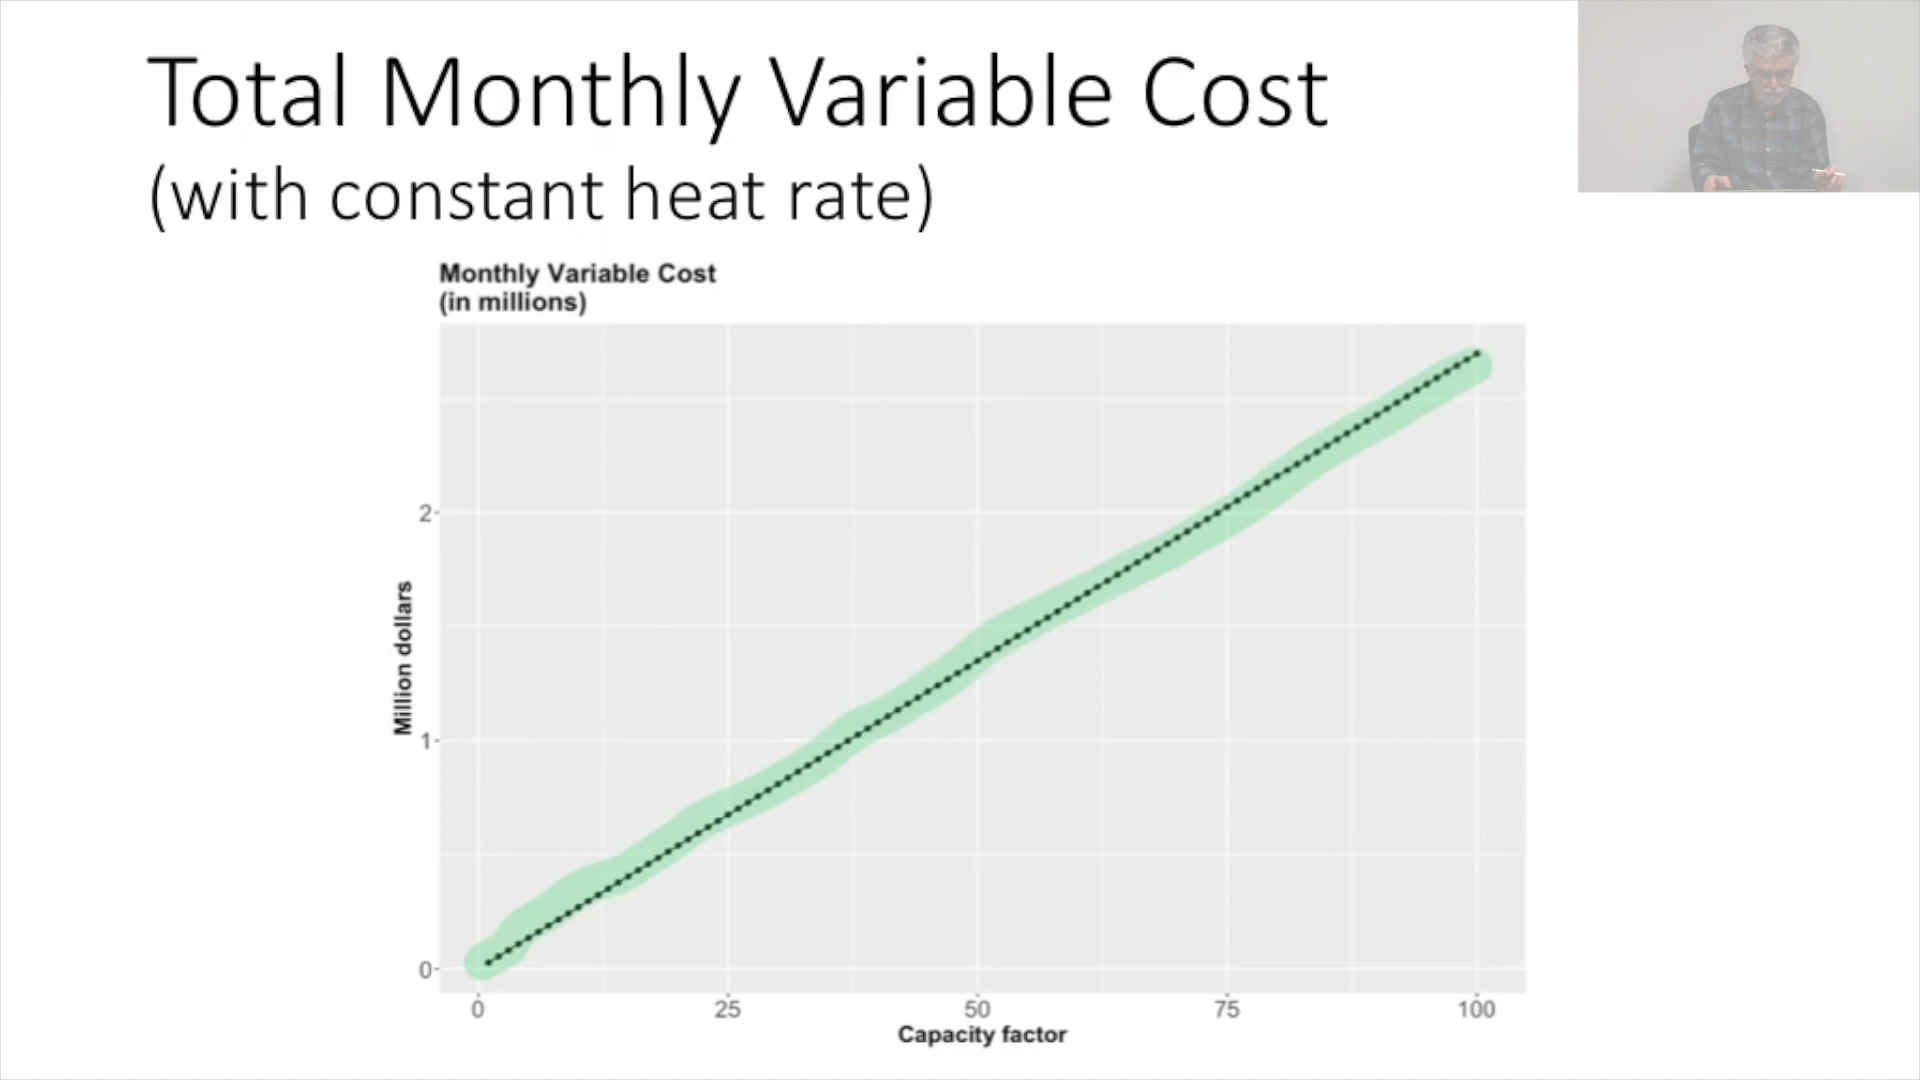 Total Monthly Variable Cost
(with constant heat rate)
Monthly Variable Cost
(in millions)
2
1
0
Million dollars
0 25 50 75 100
Capacity factor